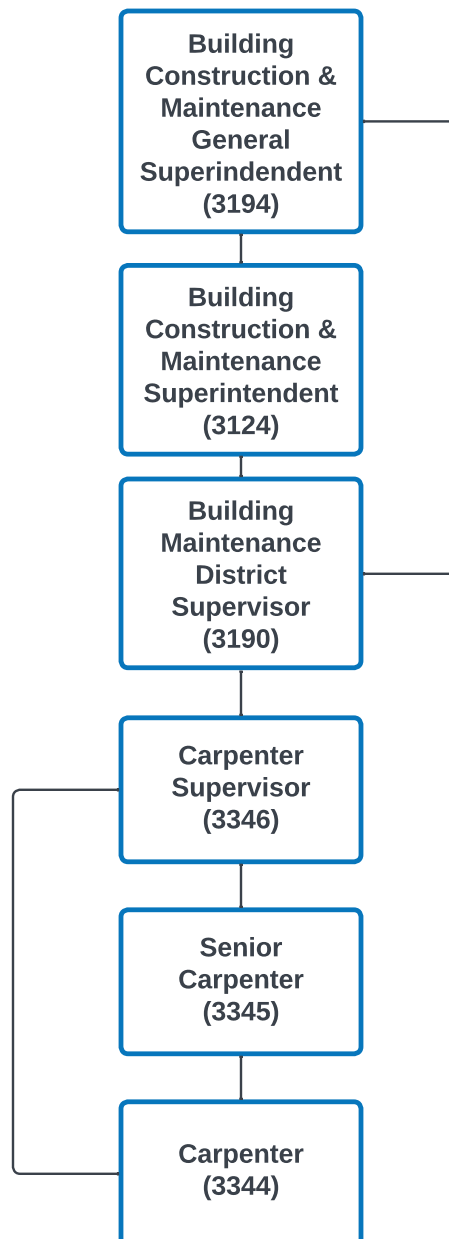 Building
Construction &
Maintenance
General
Superindendent
(3194)
Building
Construction &
Maintenance
Superintendent
(3124)
Building
Maintenance
District
Supervisor
(3190)
Carpenter
Supervisor
(3346)
Senior
Carpenter
(3345)
Carpenter
(3344)